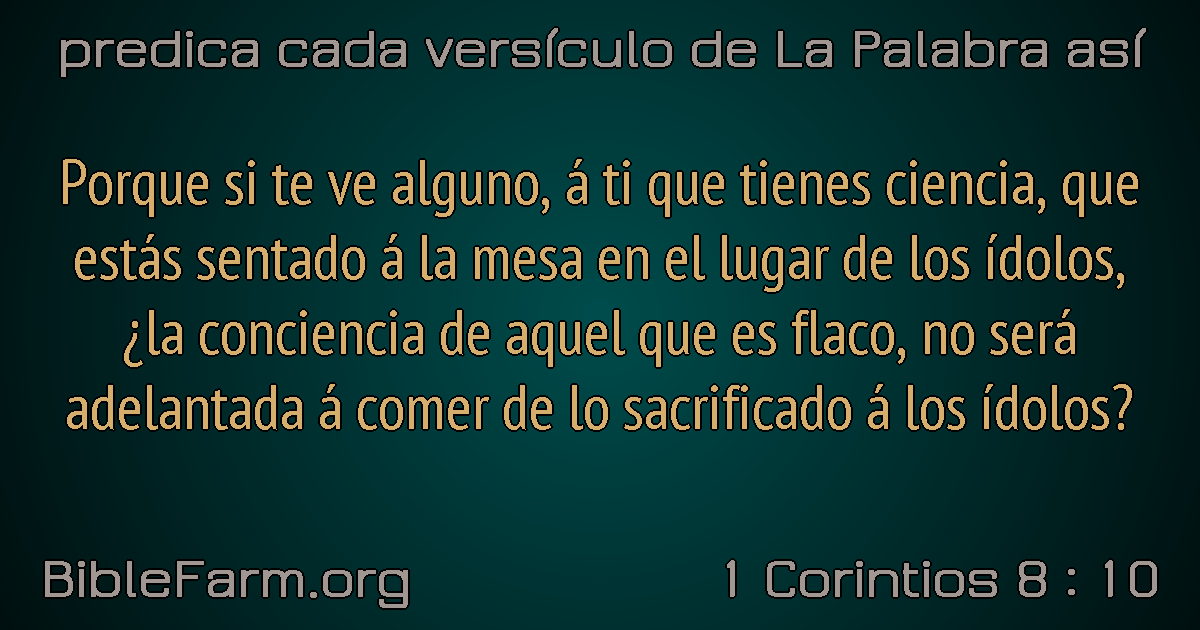 predica cada versículo de La Palabra así
Porque si te ve alguno, á ti que tienes ciencia, que
estás sentado á la mesa en el lugar de los ídolos,
¿la conciencia de aquel que es flaco, no será
adelantada á comer de lo sacrificado á los ídolos?
BibleFarm.org
1 Corintios 8 : 10